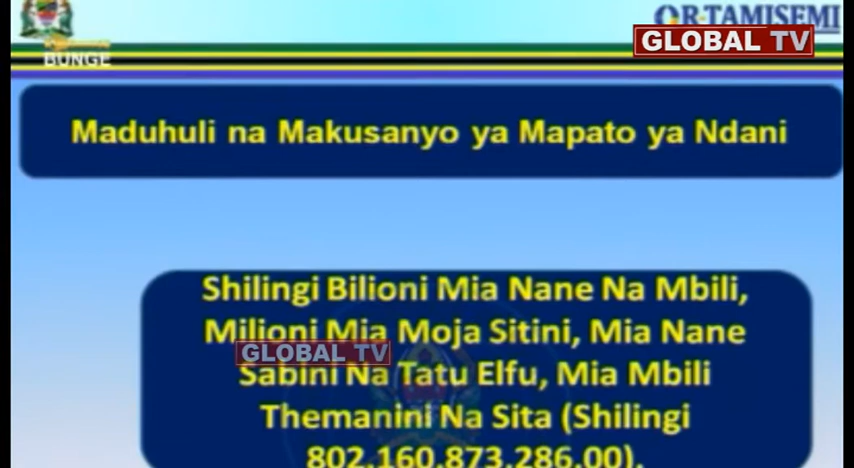 OR-TAMISEMI
GLOBAL TV
BUNGE
Maduhuli na Makusanyo ya Mapato ya Ndani
Shilingi Bilioni Mia Nane Na Mbili,
Milioni Mia Moja Sitini, Mia Nane
GLOBAL TV
Sabini Na Tatu Elfu, Mia Mbili
Themanini Na Sita (Shilingi
802,160,873,286.00).